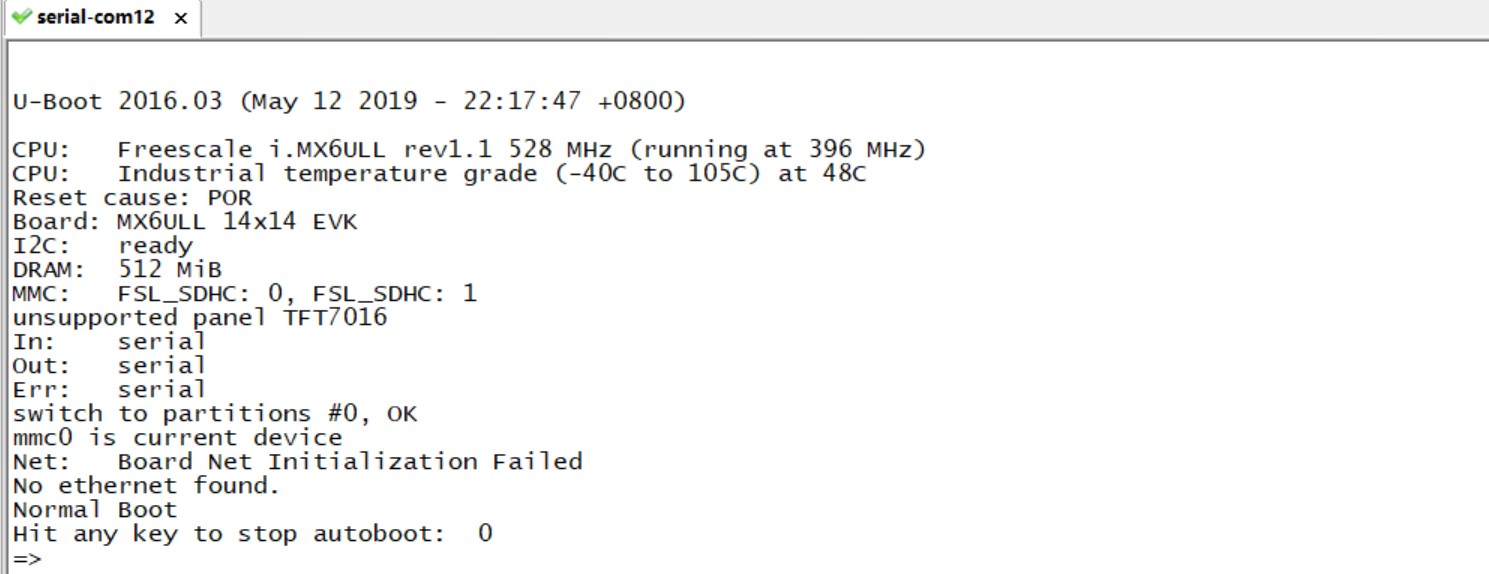 serial-com12 ×
U-Boot 2016.03 (May 12 2019 - 22:17:47 +0800)
CPU:   Freescale i.MX6ULL rev1.1 528 MHz (running at 396 MHz)
CPU:   Industrial temperature grade (-40C to 105C) at 48C
Reset cause: POR
Board: MX6ULL 14x14 EVK
I2C:   ready
DRAM:  512 MiB
MMC:   FSL_SDHC: 0, FSL_SDHC: 1
unsupported panel TFT7016
In:    serial
Out:   serial
Err:   serial
switch to partitions #0, OK
mmc0 is current device
Net:   Board Net Initialization Failed
No ethernet found.
Normal Boot
Hit any key to stop autoboot:  0
=>